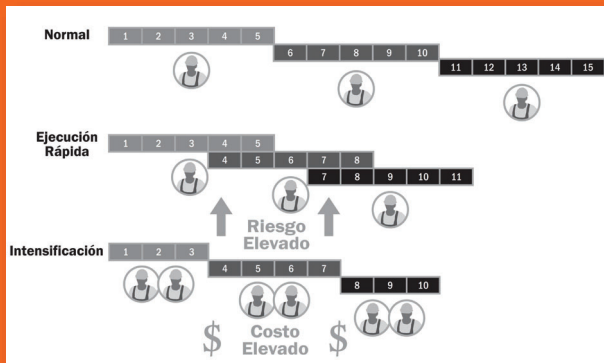 Normal
1 2 3 4 5
6 7 8 9 10
11 12 13 14 15
Ejecución
Rápida
1 2 3 4 5
4 5 6 7 8
7 8 9 10 11
Riesgo
Elevado
Intensificación
1 2 3
4 5 6 7
8 9 10
$ Costo $
Elevado